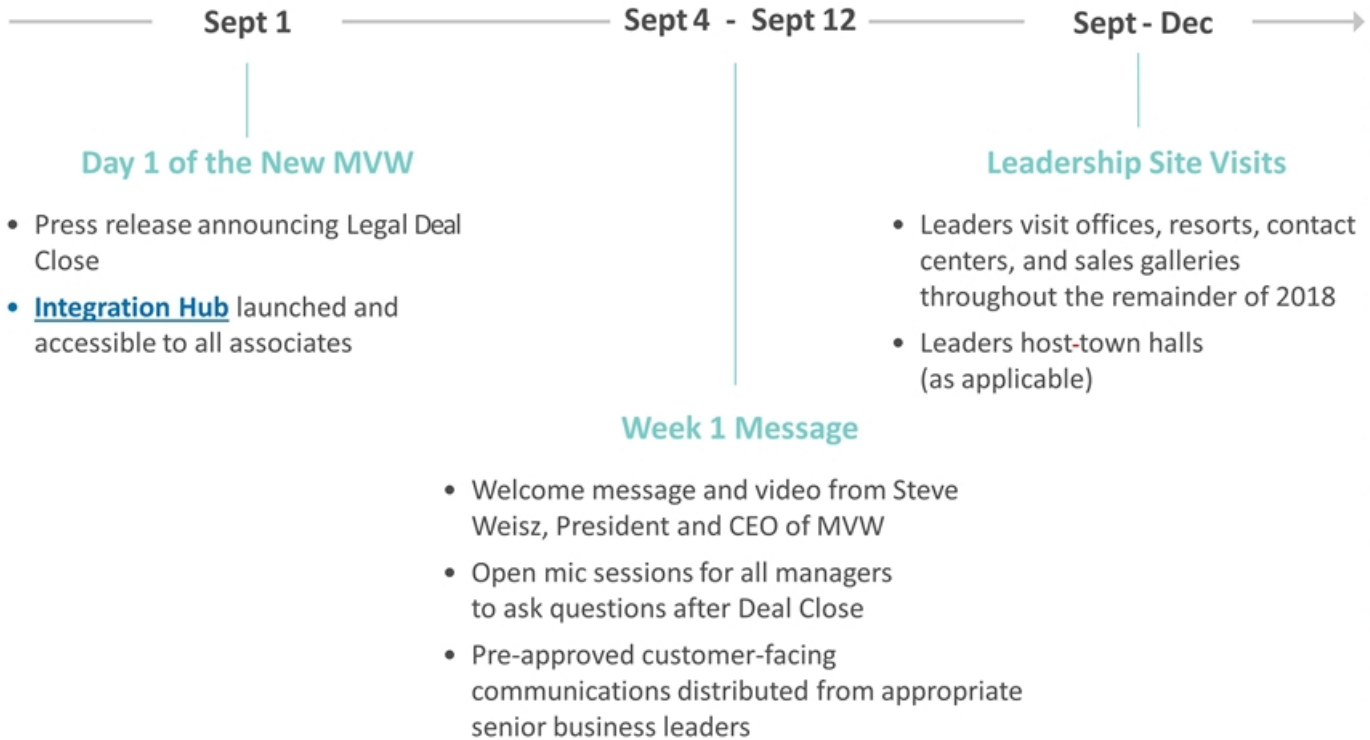 Sept 1
Sept 4 - Sept 12
Sept - Dec
Day 1 of the New MVW
• Press release announcing Legal Deal
Close
• Integration Hub launched and
accessible to all associates
Week 1 Message
• Welcome message and video from Steve
Weisz, President and CEO of MVW
• Open mic sessions for all managers
to ask questions after Deal Close
• Pre-approved customer-facing
communications distributed from appropriate
senior business leaders
Leadership Site Visits
• Leaders visit offices, resorts, contact
centers, and sales galleries
throughout the remainder of 2018
• Leaders host-town halls
(as applicable)